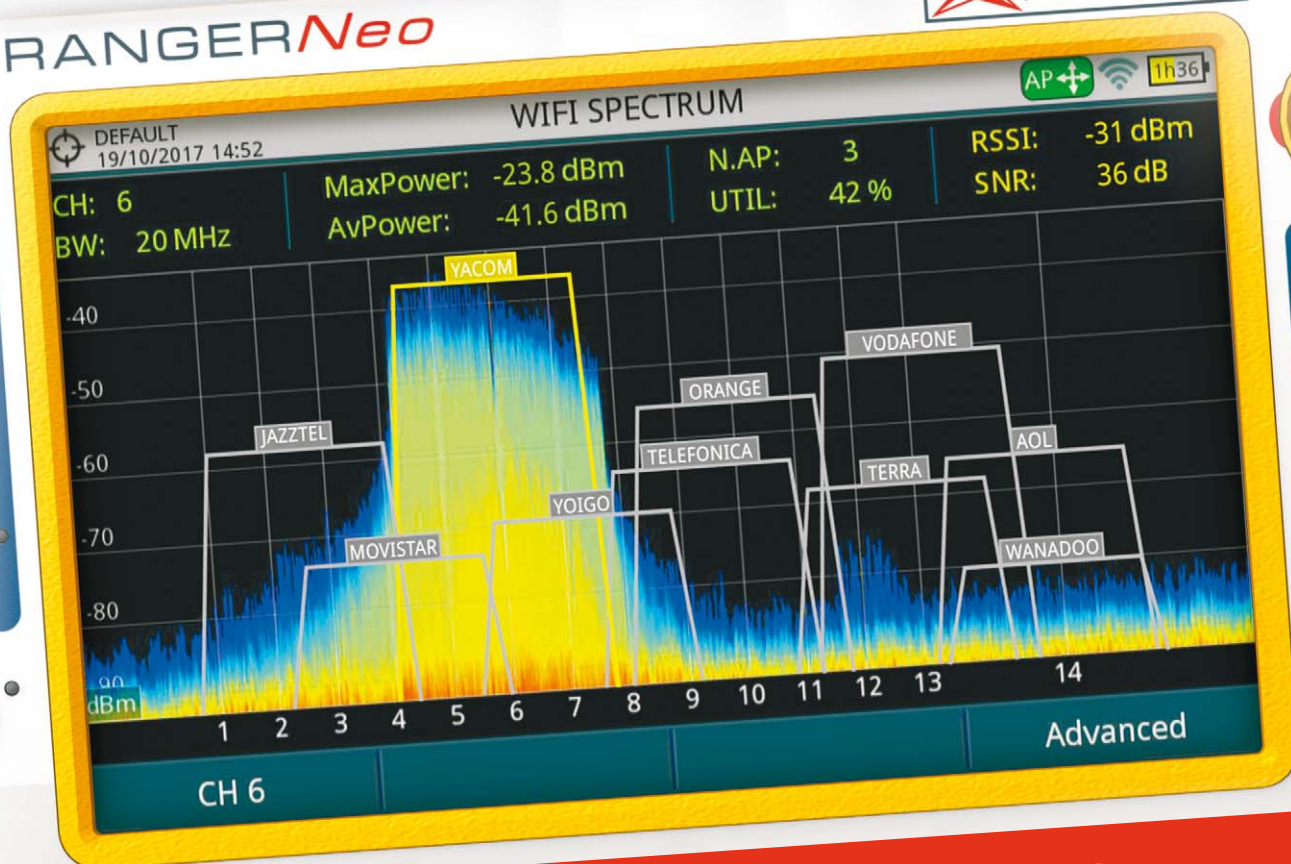 RANGERNeo
DEFAULT
19/10/2017 14:52
WIFI SPECTRUM
AP
1h36
CH: 6
BW: 20 MHz
MaxPower: -23.8 dBm
AvPower: -41.6 dBm
N.AP: 3
UTIL: 42 %
RSSI: -31 dBm
SNR: 36 dB
YACOM
-40
VODAFONE
-50
ORANGE
JAZZTEL
AOL
-60
TELEFONICA
TERRA
YOIGO
-70
MOVISTAR
WANADOO
-80
-90
dBm
1 2 3 4 5 6 7 8 9 10 11 12 13 14
CH 6
Advanced